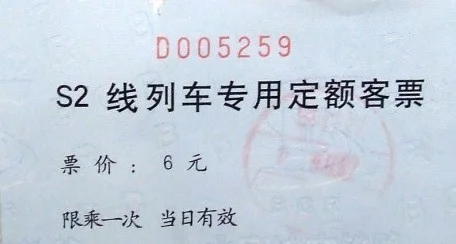 D005259
S2 线列车专用定额客票
票价：6 元
限乘一次 当日有效